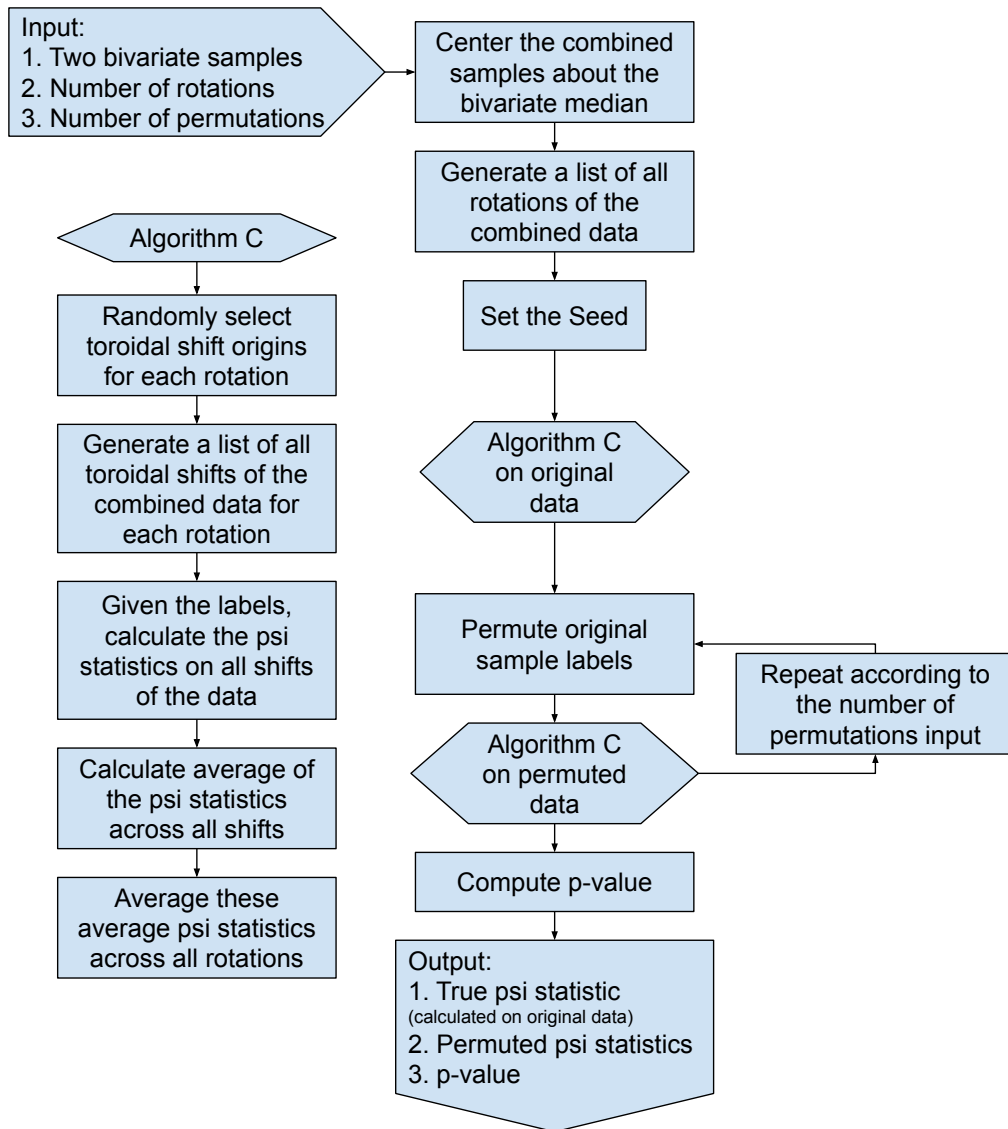 Input:
1. Two bivariate samples
2. Number of rotations
3. Number of permutations
Center the combined
samples about the
bivariate median
Generate a list of all
rotations of the
combined data
Set the Seed
Algorithm C
on original
data
Permute original
sample labels
Repeat according to
the number of
permutations input
Algorithm C
on permuted
data
Compute p-value
Output:
1. True psi statistic
(calculated on original data)
2. Permuted psi statistics
3. p-value
Algorithm C
Randomly select
toroidal shift origins
for each rotation
Generate a list of all
toroidal shifts of the
combined data for
each rotation
Given the labels,
calculate the psi
statistics on all shifts
of the data
Calculate average of
the psi statistics
across all shifts
Average these
average psi statistics
across all rotations